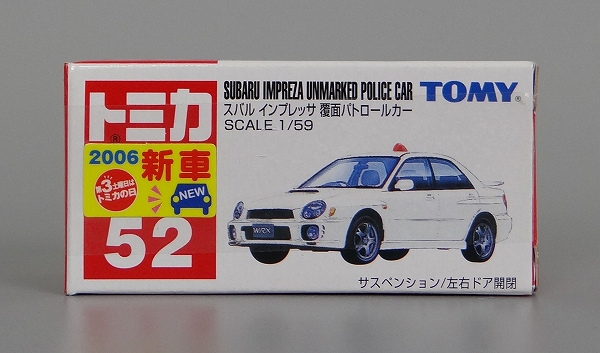 トミカ
2006 新車
第3土曜日は
トミカの日
NEW
52
SUBARU IMPREZA UNMARKED POLICE CAR
TOMY
スバル インプレッサ 覆面パトロールカー
SCALE 1/59
WRX
サスペンション/左右ドア開閉